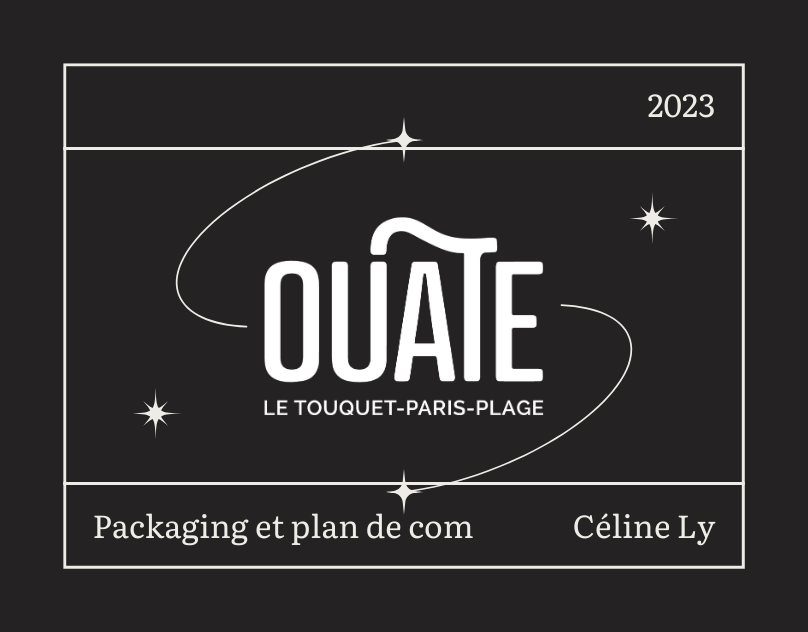 2023
OUATE
LE TOUQUET-PARIS-PLAGE
Packaging et plan de com
Céline Ly